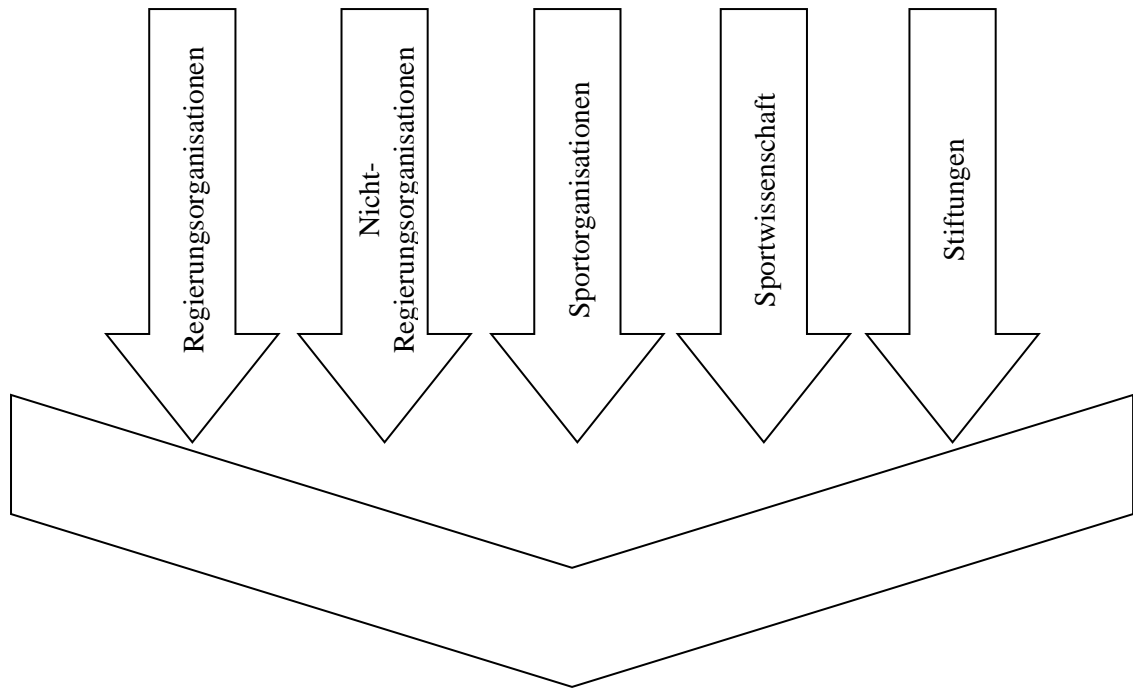 Regierungsorganisationen
Nicht-
Regierungsorganisationen
Sportorganisationen
Sportwissenschaft
Stiftungen